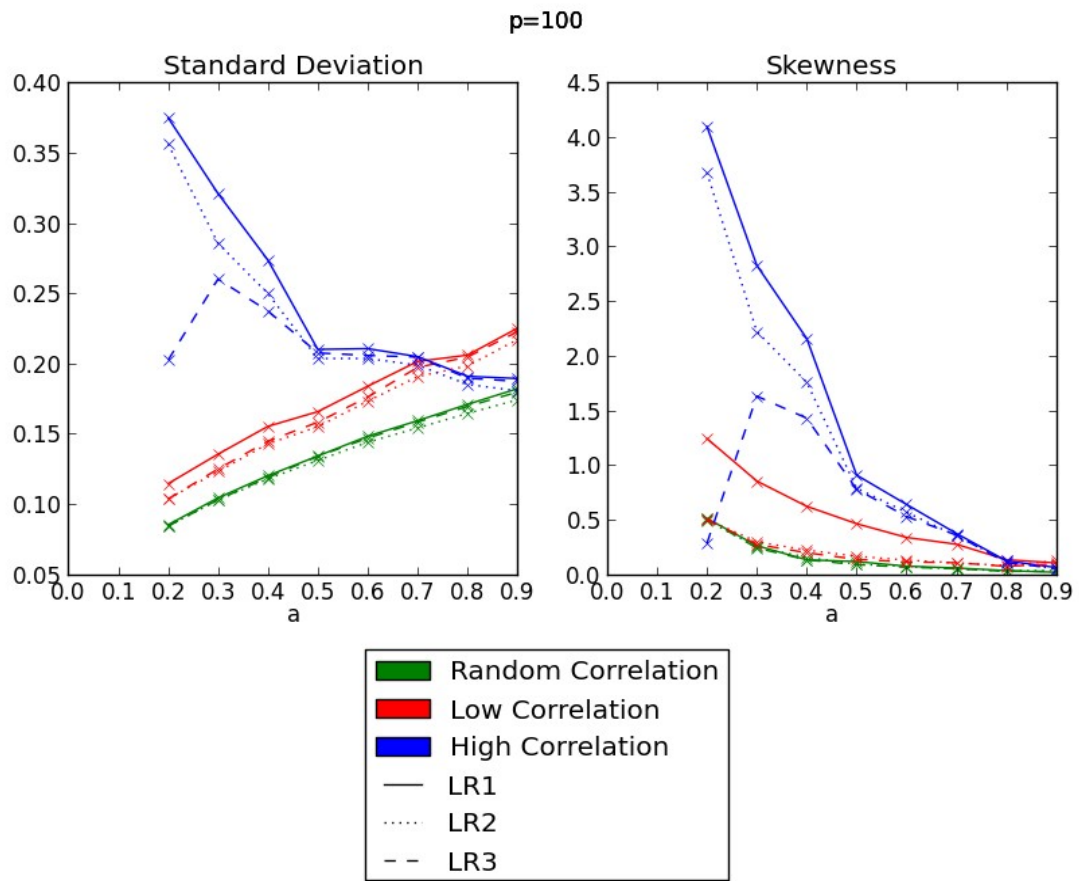 p=100
Standard Deviation
0.40
0.35
0.30
0.25
0.20
0.15
0.10
0.05
0.0 0.1 0.2 0.3 0.4 0.5 0.6 0.7 0.8 0.9
a
Skewness
4.5
4.0
3.5
3.0
2.5
2.0
1.5
1.0
0.5
0.0
0.0 0.1 0.2 0.3 0.4 0.5 0.6 0.7 0.8 0.9
a
Random Correlation
Low Correlation
High Correlation
LR1
LR2
LR3